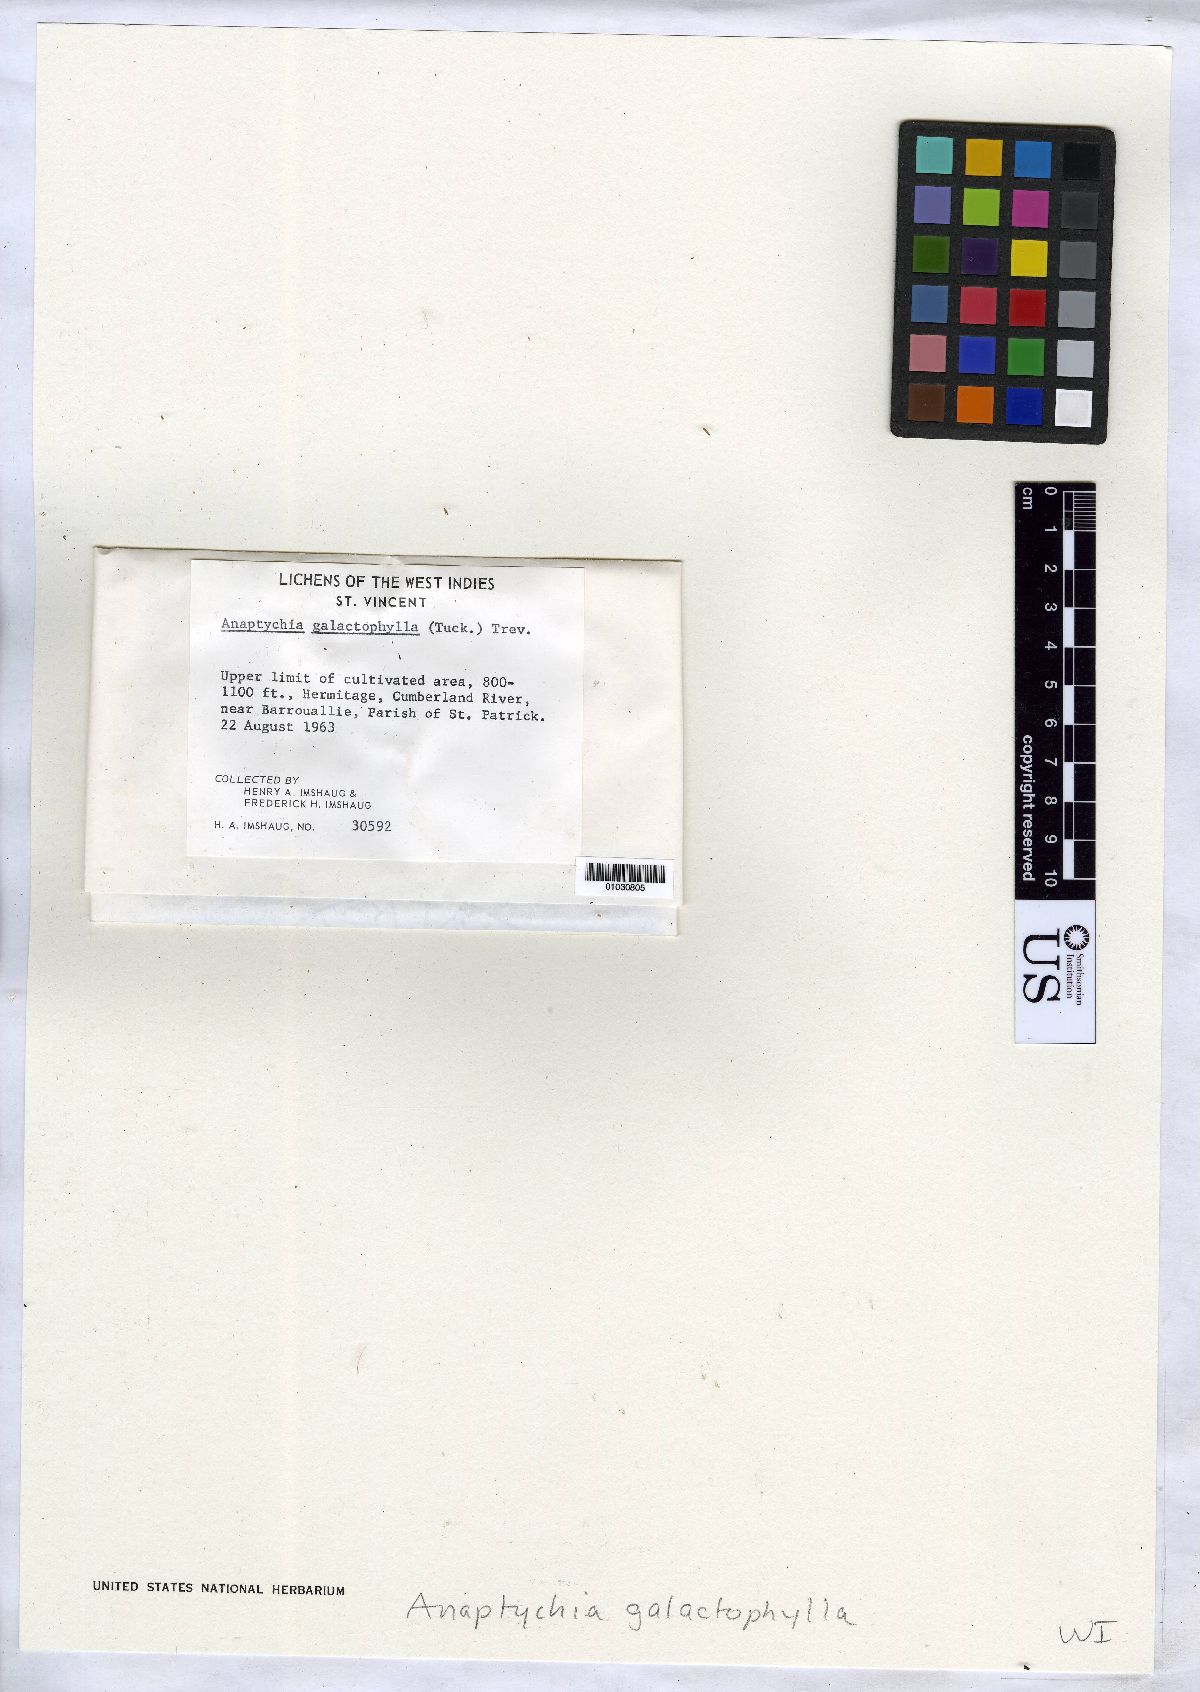 LICHENS OF THE WEST INDIES
ST. VINCENT
Anaptychia galactophylla (Tuck.) Trev.
Upper limit of cultivated area, 800-
1100 ft., Hermitage, Cumberland River,
near Barrouallie, Parish of St. Patrick.
22 August 1963
COLLECTED BY
HENRY A. IMSHAUG &
FREDERICK H. IMSHAUG
H. A. IMSHAUG, NO. 30592
01030805
cm
0 1 2 3 4 5 6 7 8 9 10
copyright reserved
Smithsonian
Institution
US
UNITED STATES NATIONAL HERBARIUM
Anaptychia galactophylla
WI